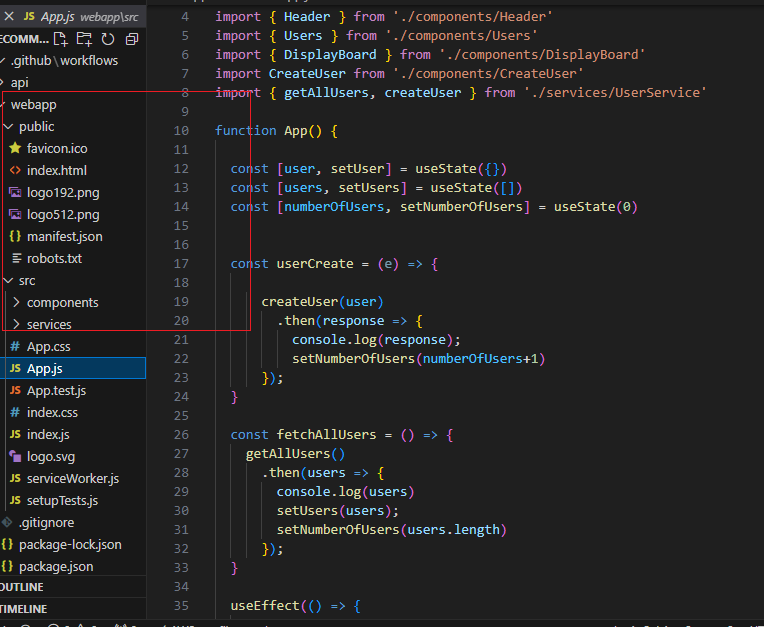 App.js webapp\src
ECOMM...
.github\workflows
api
webapp
public
favicon.ico
index.html
logo192.png
logo512.png
manifest.json
robots.txt
src
components
services
App.css
App.js
App.test.js
index.css
index.js
logo.svg
serviceWorker.js
setupTests.js
.gitignore
package-lock.json
package.json
OUTLINE
TIMELINE
4 import { Header } from './components/Header'
5 import { Users } from './components/Users'
6 import { DisplayBoard } from './components/DisplayBoard'
7 import CreateUser from './components/CreateUser'
8 import { getAllUsers, createUser } from './services/UserService'
9
10 function App() {
11
12 const [user, setUser] = useState({})
13 const [users, setUsers] = useState([])
14 const [numberOfUsers, setNumberOfUsers] = useState(0)
15
16
17 const userCreate = (e) => {
18
19 createUser(user)
20 .then(response => {
21 console.log(response);
22 setNumberOfUsers(numberOfUsers+1)
23 });
24 }
25
26 const fetchAllUsers = () => {
27 getAllUsers()
28 .then(users => {
29 console.log(users)
30 setUsers(users);
31 setNumberOfUsers(users.length)
32 });
33 }
34
35 useEffect(() => {